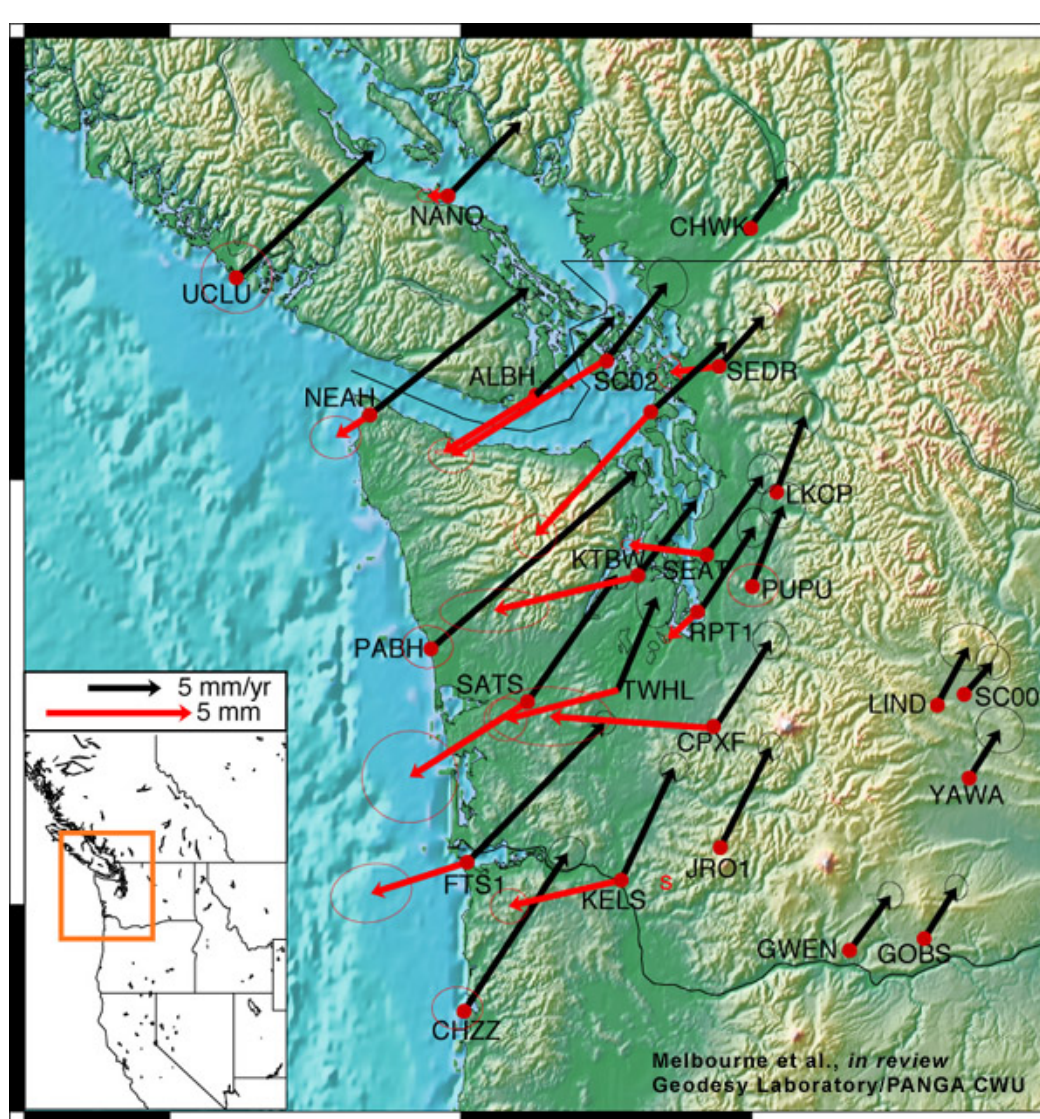 NANO
CHWK
UCLU
ALBH
SC02
SEDR
NEAH
LKCP
KTBW
SEAT
PUPU
RPT1
PABH
SATS
TWHL
5 mm/yr
5 mm
LIND
SC00
CPXF
YAWA
JRO1
FTS1
KELS
S
GWEN
GOBS
CHZZ
Melbourne et al., in review
Geodesy Laboratory/PANGA CWU